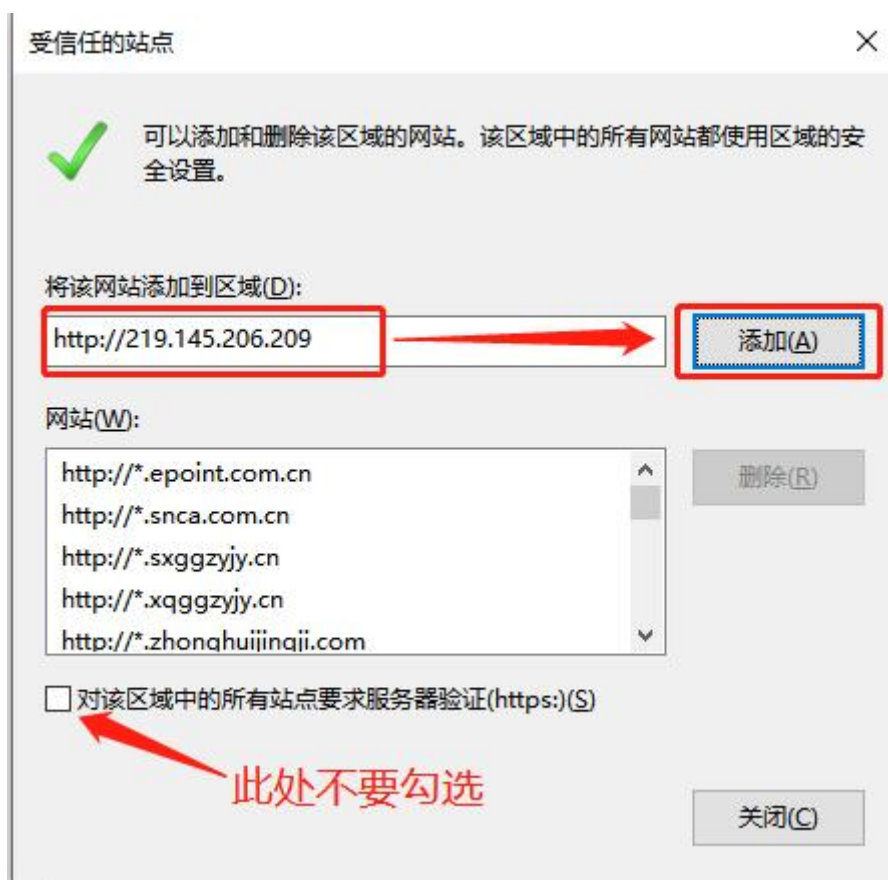 受信任的站点
可以添加和删除该区域的网站。该区域中的所有网站都使用区域的安
全设置。
将该网站添加到区域(D):
http://219.145.206.209
添加(A)
网站(W):
http://*.epoint.com.cn
删除(R)
http://*.snca.com.cn
http://*.sxggzyjy.cn
http://*.xqggzyjy.cn
http://*.zhonghuijingji.com
对该区域中的所有站点要求服务器验证(https:)(S)
此处不要勾选
关闭(C)